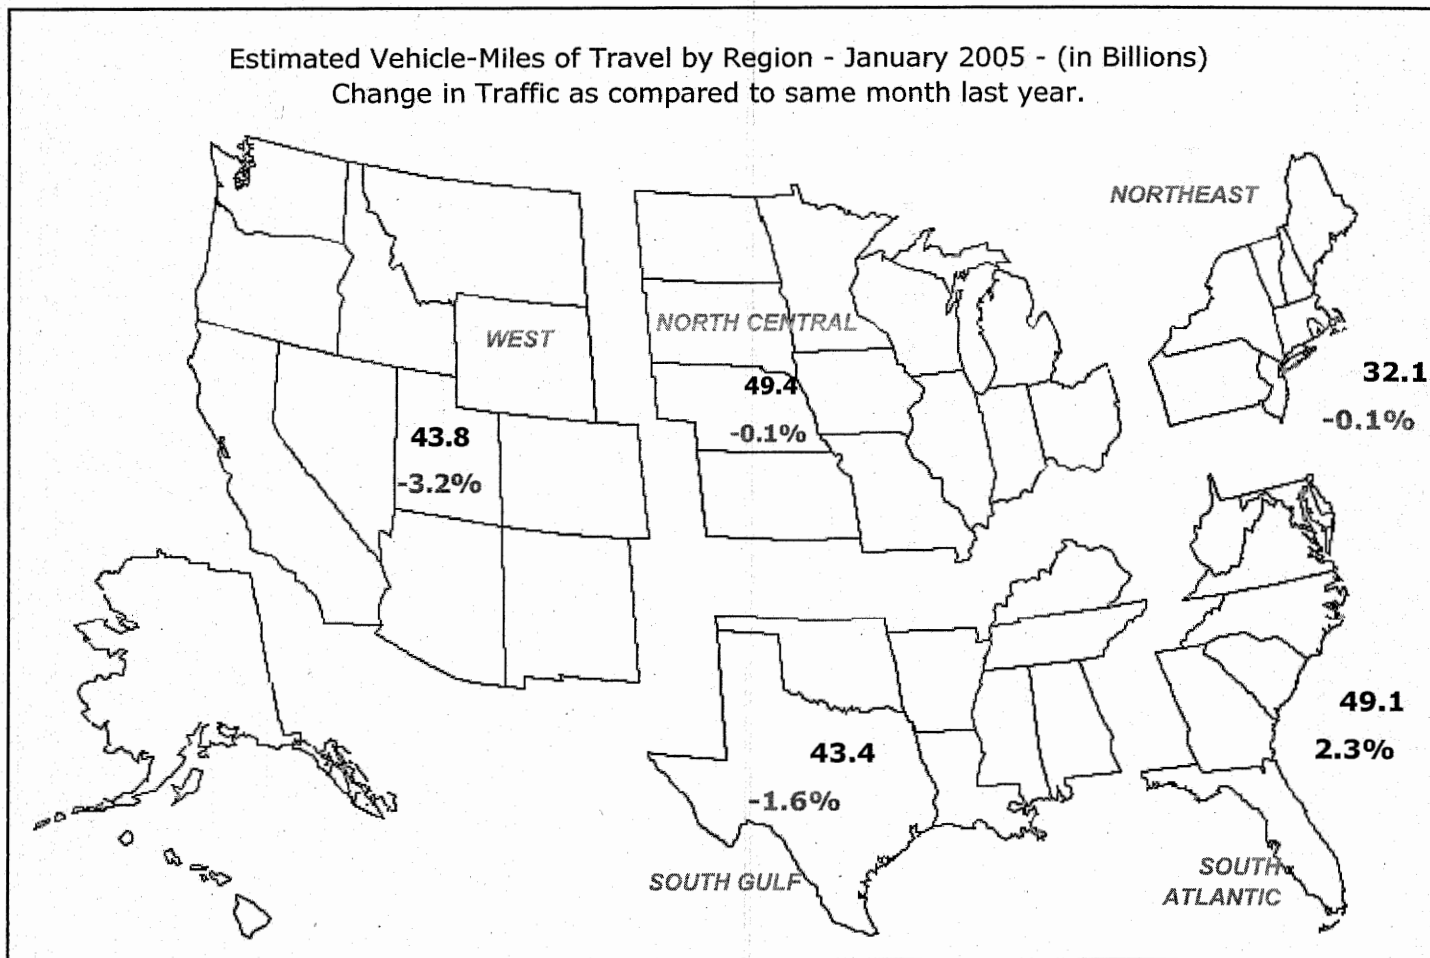 Estimated Vehicle-Miles of Travel by Region - January 2005 - (in Billions)
Change in Traffic as compared to same month last year.
NORTHEAST
32.1
-0.1%
WEST
43.8
-3.2%
NORTH CENTRAL
49.4
-0.1%
SOUTH GULF
43.4
-1.6%
49.1
2.3%
SOUTH
ATLANTIC